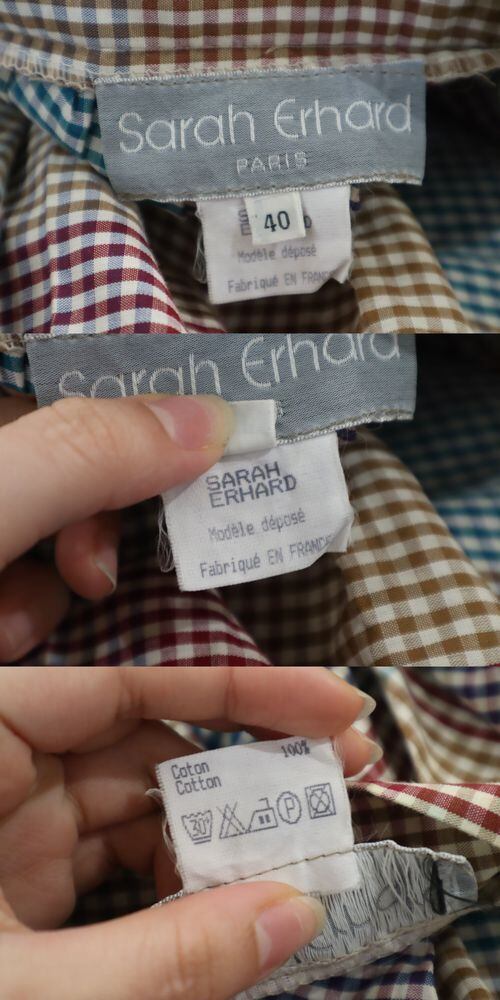 Sarah Erhard
PARIS
40
Modèle déposé
Fabriqué EN FRANCE
Sarah Erhard
SARAH
ERHARD
Modèle déposé
Fabriqué EN FRANCE
100%
Coton
Cotton
30°
P